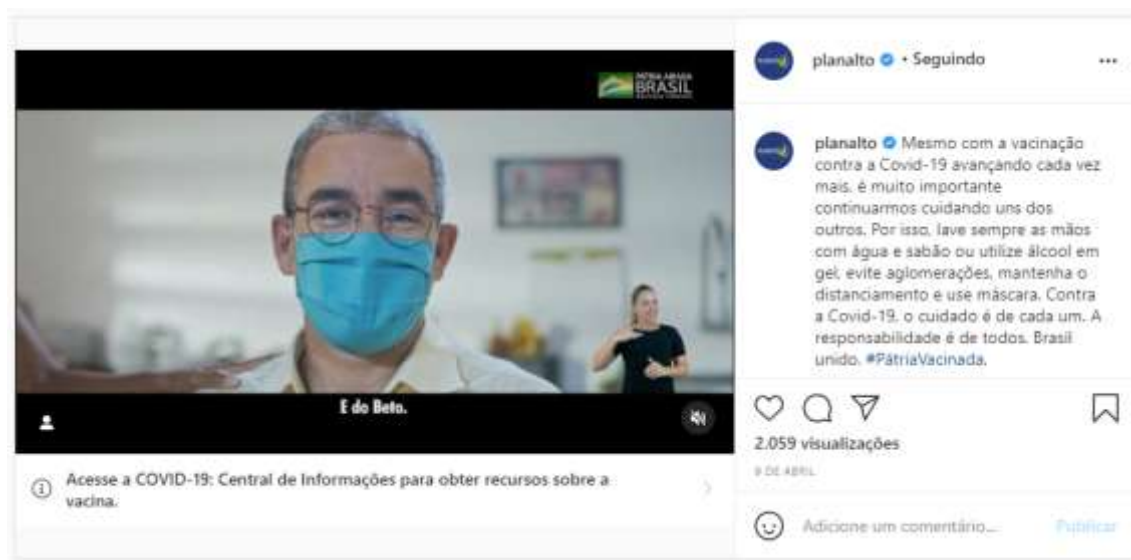 PÁTRIA AMADA
BRASIL
E do Beto.
Acesse a COVID-19: Central de Informações para obter recursos sobre a
vacina.
planalto • Seguindo
planalto Mesmo com a vacinação
contra a Covid-19 avançando cada vez
mais, é muito importante
continuarmos cuidando uns dos
outros. Por isso, lave sempre as mãos
com água e sabão ou utilize álcool em
gel, evite aglomerações, mantenha o
distanciamento e use máscara. Contra
a Covid-19, o cuidado é de cada um. A
responsabilidade é de todos. Brasil
unido. #PátriaVacinada.
2.059 visualizações
9 DE ABRIL
Adicione um comentário... Publicar